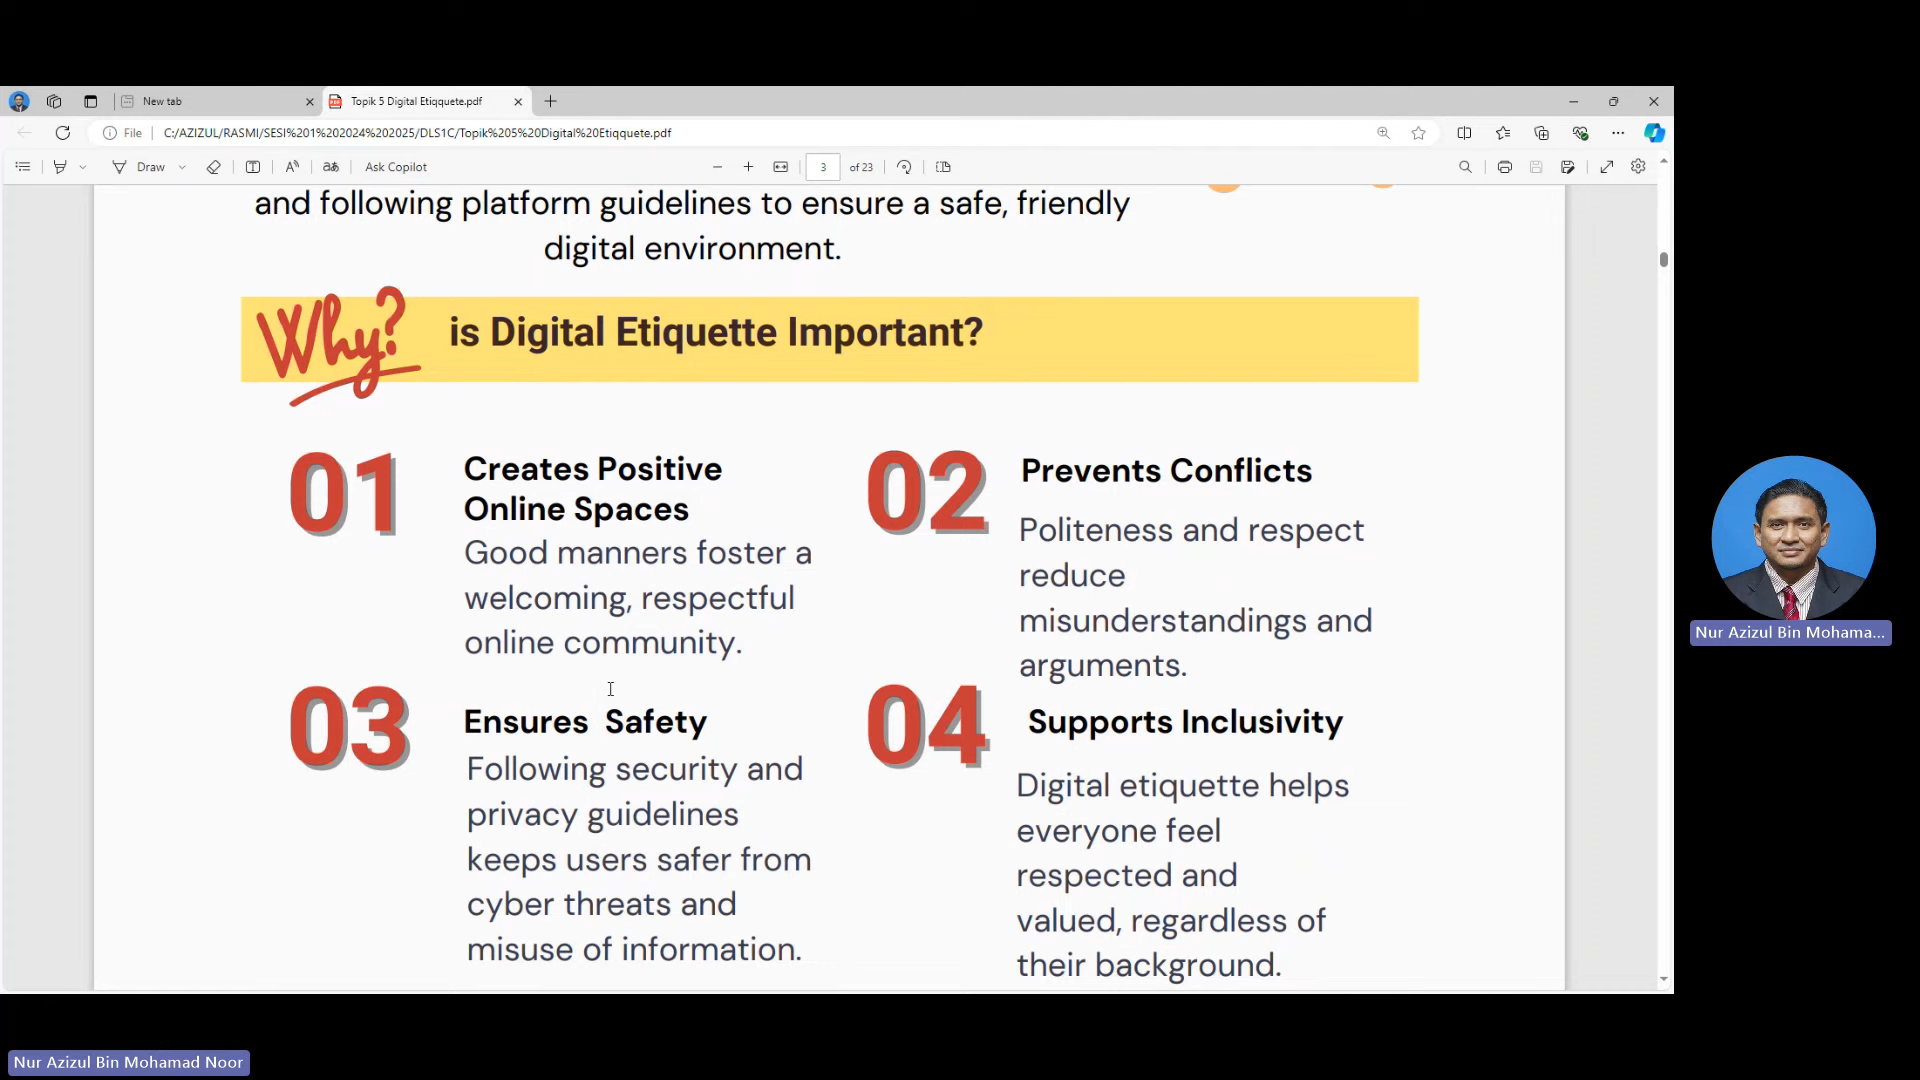 New tab
Topik 5 Digital Etiqquete.pdf
File
C:/AZIZUL/RASMI/SESI%201%202024%202025/DLS1C/Topik%205%20Digital%20Etiqquete.pdf
Draw
aあ
Ask Copilot
3
of 23
and following platform guidelines to ensure a safe, friendly
digital environment.
Why?
is Digital Etiquette Important?
01
Creates Positive
Online Spaces
Good manners foster a
welcoming, respectful
online community.
02
Prevents Conflicts
Politeness and respect
reduce
misunderstandings and
arguments.
03
Ensures  Safety
Following security and
privacy guidelines
keeps users safer from
cyber threats and
misuse of information.
04
Supports Inclusivity
Digital etiquette helps
everyone feel
respected and
valued, regardless of
their background.
Nur Azizul Bin Mohama...
Nur Azizul Bin Mohamad Noor